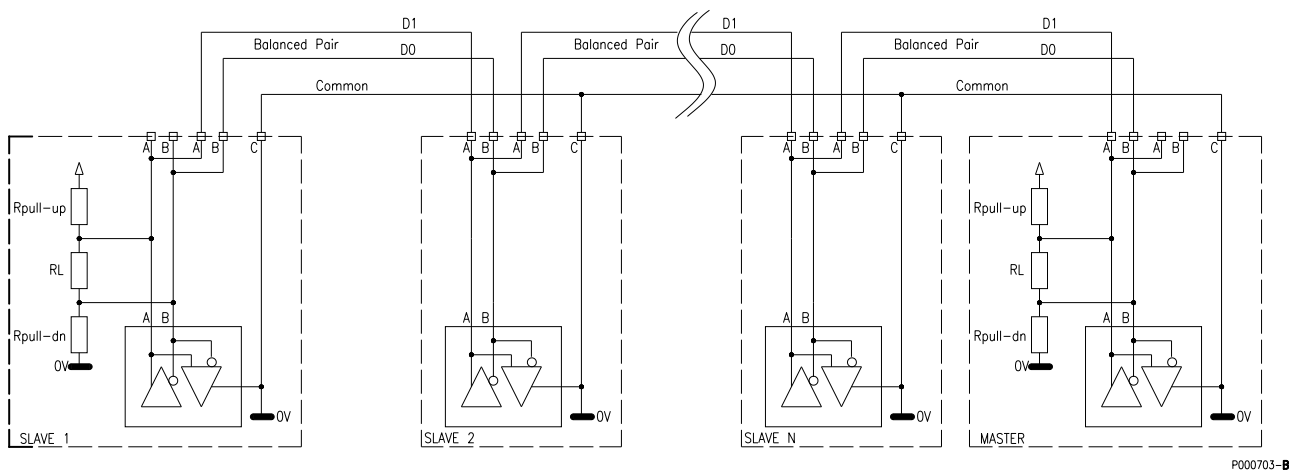 D1 D1 D1
Balanced Pair D0 Balanced Pair D0 Balanced Pair D0
Common Common
A B A B C A B A B C A B A B C A B A B C
Rpull-up Rpull-up
RL RL
Rpull-dn Rpull-dn
A B A B A B A B
0V 0V
0V 0V 0V 0V
SLAVE 1 SLAVE 2 SLAVE N MASTER
P000703-B